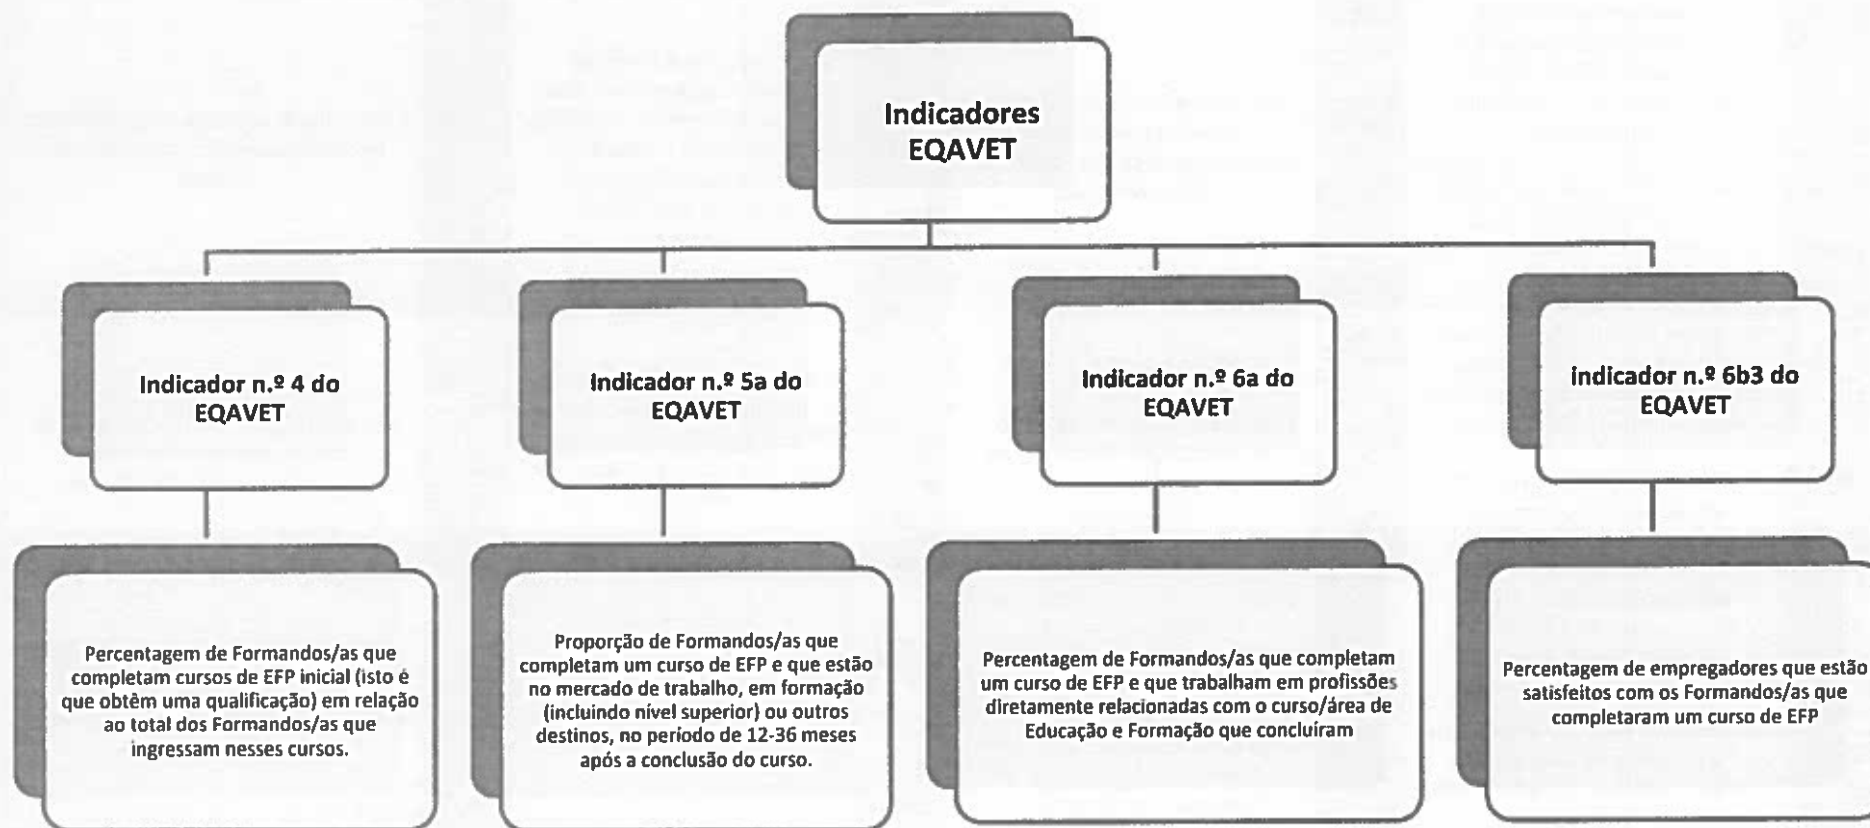 Indicadores
EQAVET
Indicador n.º 4 do
EQAVET
Indicador n.º 5a do
EQAVET
Indicador n.º 6a do
EQAVET
Indicador n.º 6b3 do
EQAVET
Percentagem de Formandos/as que
completam cursos de EFP inicial (isto é
que obtêm uma qualificação) em relação
ao total dos Formandos/as que
ingressam nesses cursos.
Proporção de Formandos/as que
completam um curso de EFP e que estão
no mercado de trabalho, em formação
(incluindo nível superior) ou outros
destinos, no período de 12-36 meses
após a conclusão do curso.
Percentagem de Formandos/as que completam
um curso de EFP e que trabalham em profissões
diretamente relacionadas com o curso/área de
Educação e Formação que concluíram
Percentagem de empregadores que estão
satisfeitos com os Formandos/as que
completaram um curso de EFP